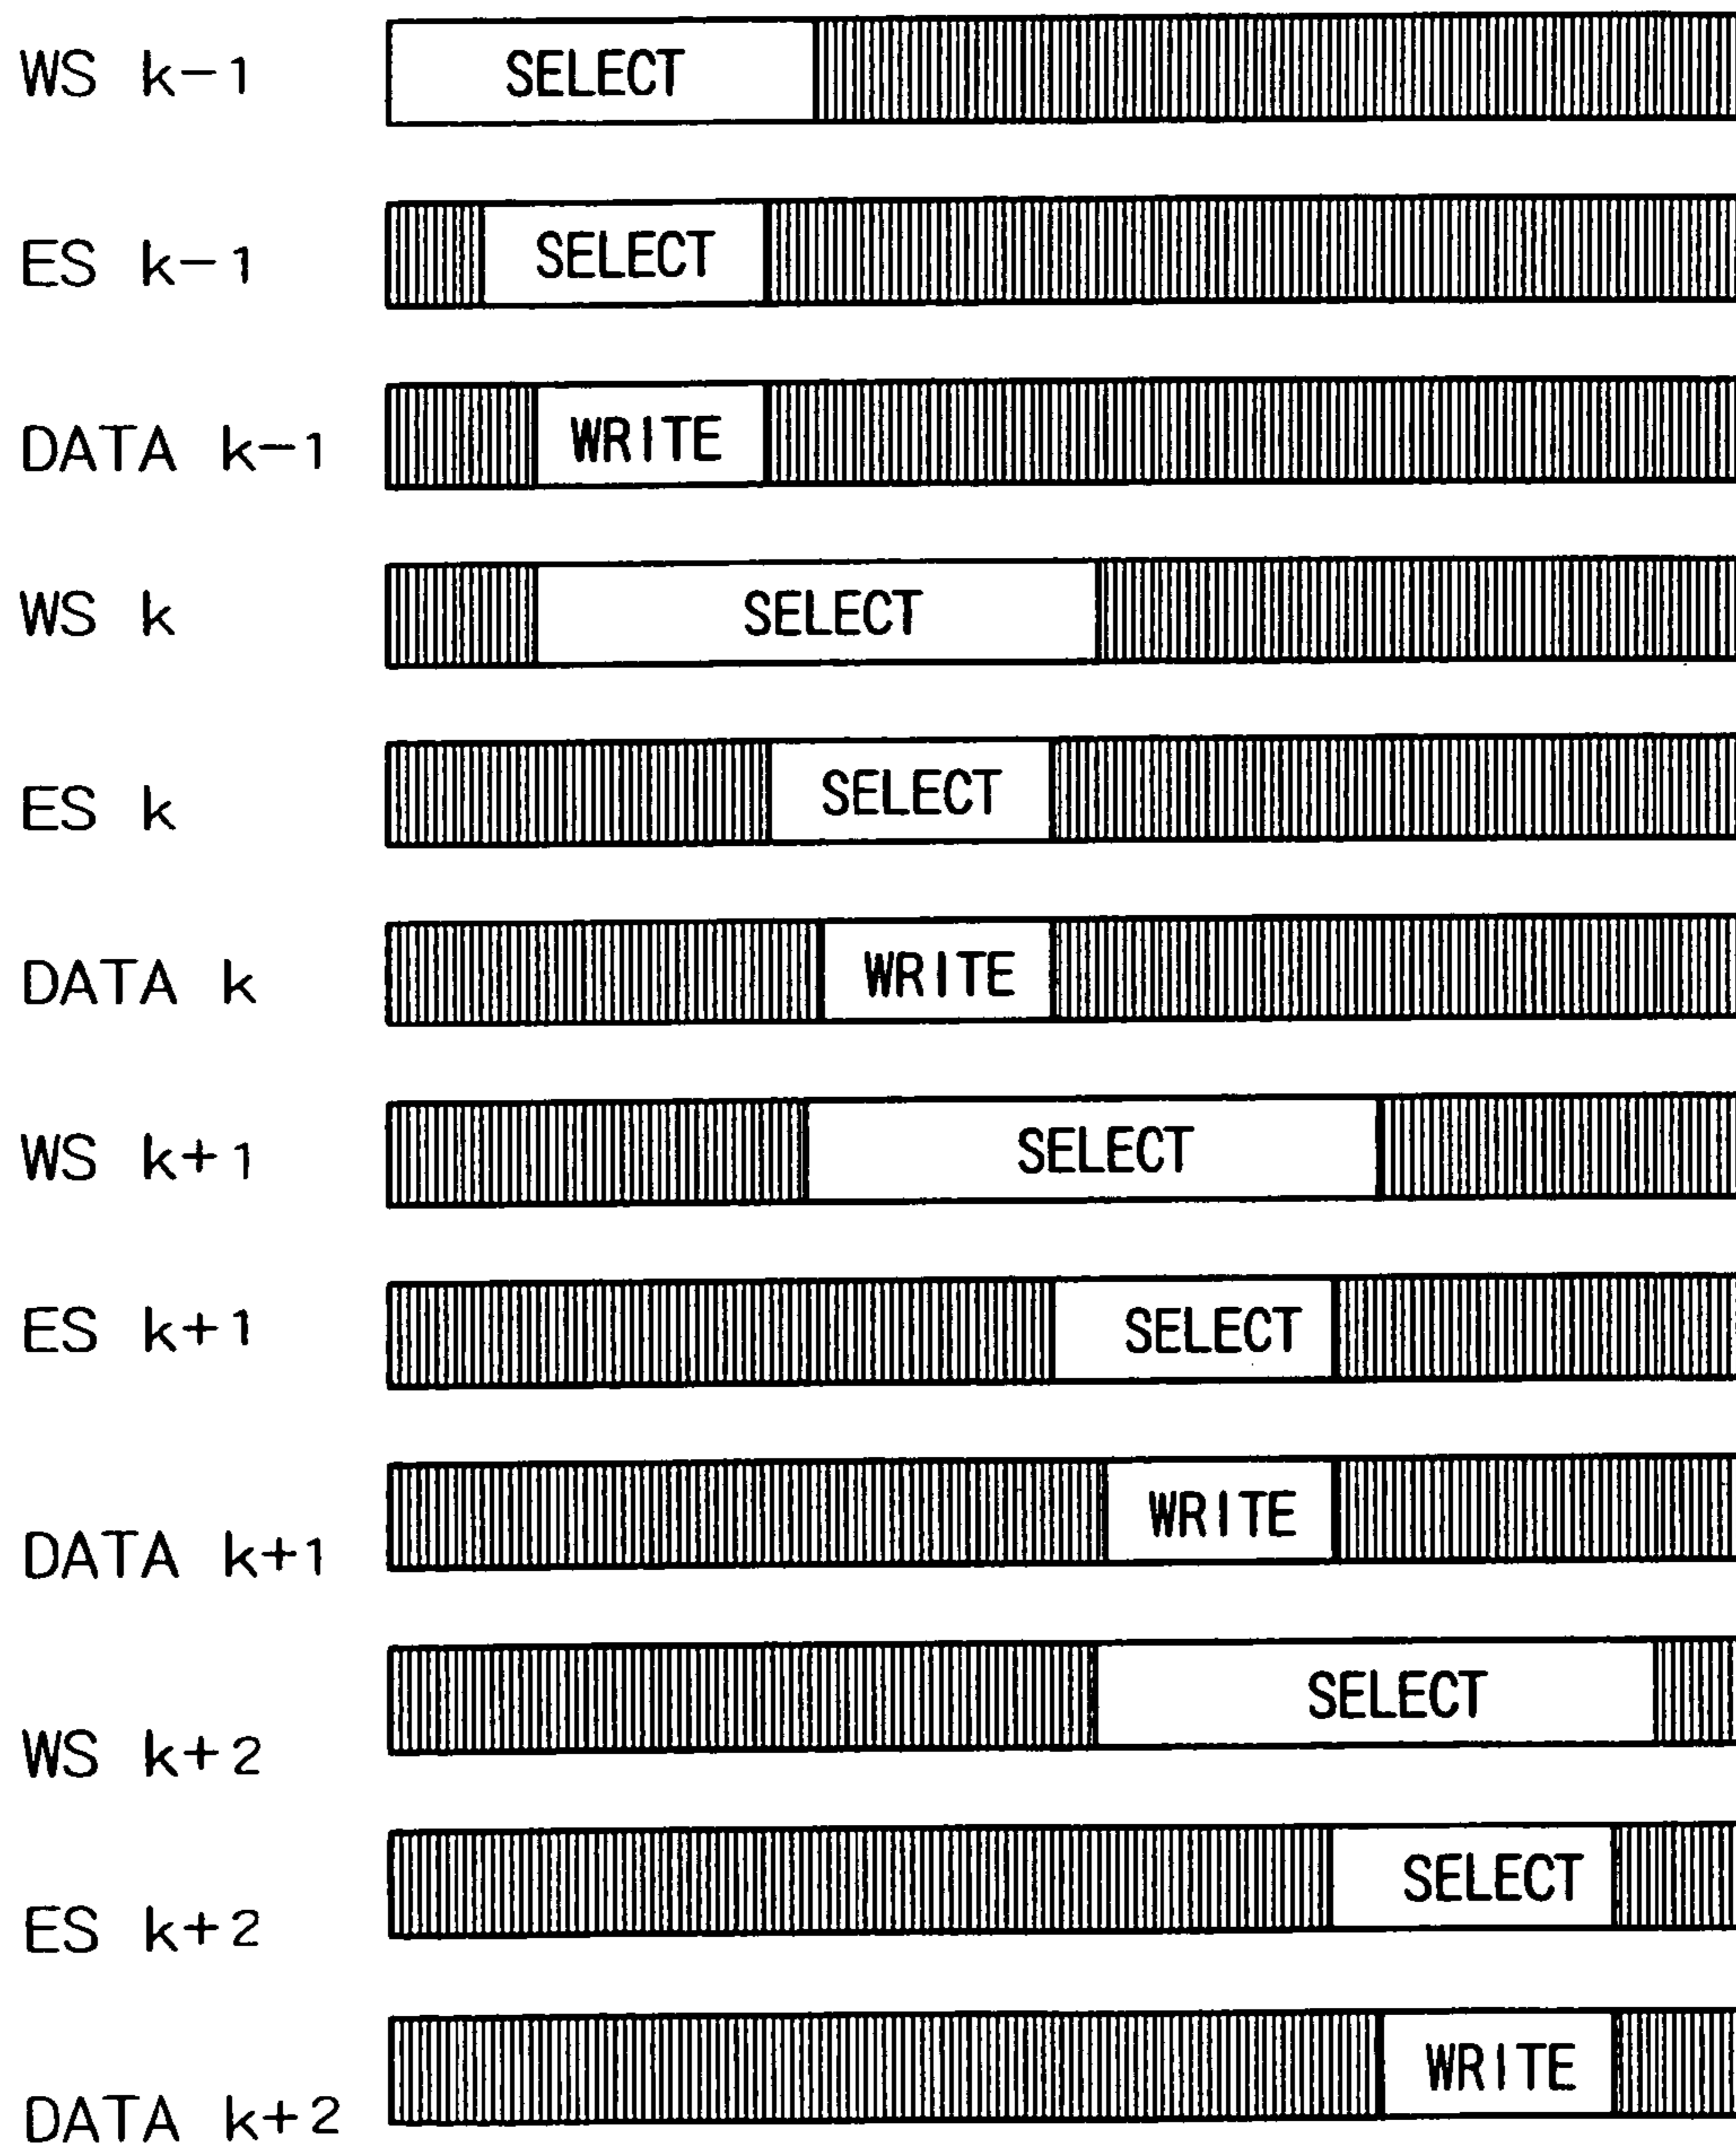 WS k-1 SELECT
ES k-1 SELECT
DATA k-1 WRITE
WS k SELECT
ES k SELECT
DATA k WRITE
WS k+1 SELECT
ES k+1 SELECT
DATA k+1 WRITE
WS k+2 SELECT
ES k+2 SELECT
DATA k+2 WRITE